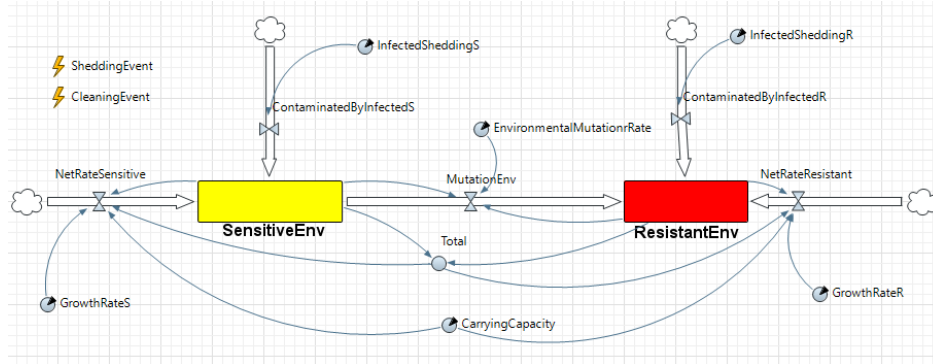 InfectedSheddingS
InfectedSheddingR
SheddingEvent
CleaningEvent
ContaminatedByInfectedS
ContaminatedByInfectedR
EnvironmentalMutationrRate
NetRateSensitive
MutationEnv
NetRateResistant
SensitiveEnv
ResistantEnv
Total
GrowthRateS
GrowthRateR
CarryingCapacity